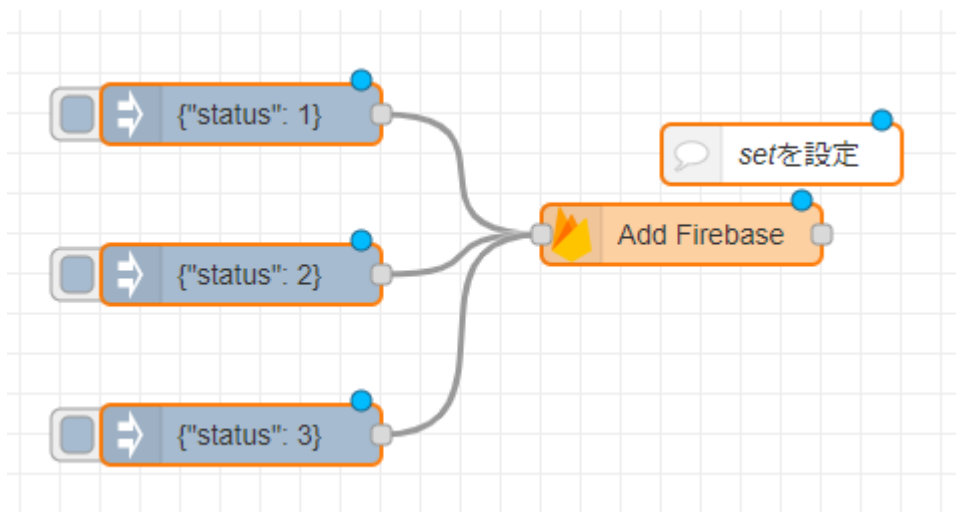 {"status": 1}
setを設定
Add Firebase
{"status": 2}
{"status": 3}